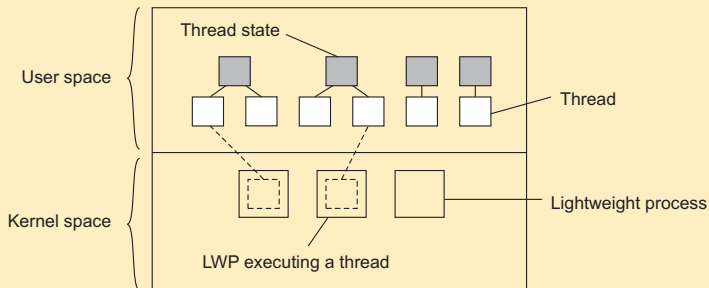 Thread state
User space
Thread
Lightweight process
Kernel space
LWP executing a thread